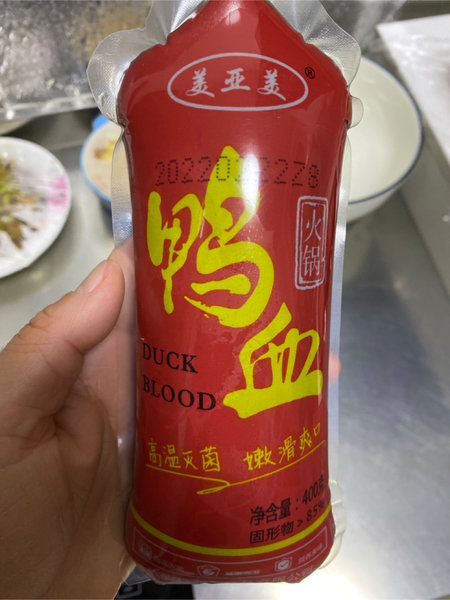 美亚美®
鸭血
火锅
DUCK
BLOOD
高温灭菌 嫩滑爽口
净含量：400克
固形物＞85%